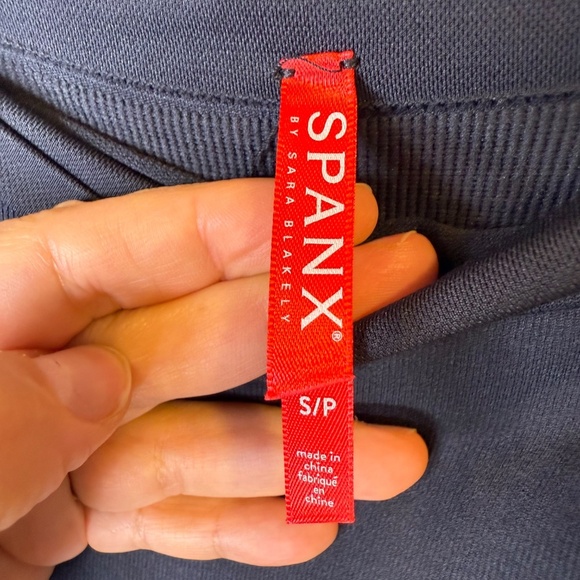 SPANX®
BY SARA BLAKELY
S/P
made in
china
fabriqué
en
chine